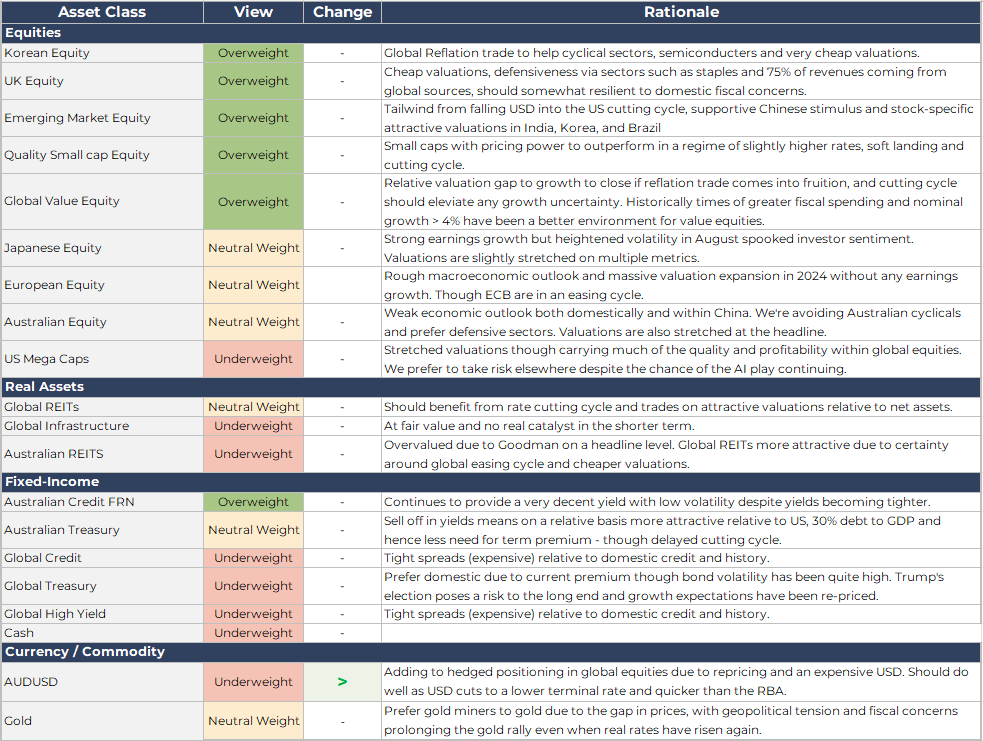 Asset Class View Change Rationale
Equities
Korean Equity Overweight - Global Reflation trade to help cyclical sectors, semiconducters and very cheap valuations.
UK Equity Overweight - Cheap valuations, defensiveness via sectors such as staples and 75% of revenues coming from
global sources, should somewhat resilient to domestic fiscal concerns.
Emerging Market Equity Overweight - Tailwind from falling USD into the US cutting cycle, supportive Chinese stimulus and stock-specific
attractive valuations in India, Korea, and Brazil
Quality Small cap Equity Overweight - Small caps with pricing power to outperform in a regime of slightly higher rates, soft landing and
cutting cycle.
Global Value Equity Overweight - Relative valuation gap to growth to close if reflation trade comes into fruition, and cutting cycle
should eleviate any growth uncertainty. Historically times of greater fiscal spending and nominal
growth > 4% have been a better environment for value equities.
Japanese Equity Neutral Weight - Strong earnings growth but heightened volatility in August spooked investor sentiment.
Valuations are slightly stretched on multiple metrics.
European Equity Neutral Weight - Rough macroeconomic outlook and massive valuation expansion in 2024 without any earnings
growth. Though ECB are in an easing cycle.
Australian Equity Neutral Weight - Weak economic outlook both domestically and within China. We're avoiding Australian cyclicals
and prefer defensive sectors. Valuations are also stretched at the headline.
US Mega Caps Underweight - Stretched valuations though carrying much of the quality and profitability within global equities.
We prefer to take risk elsewhere despite the chance of the AI play continuing.
Real Assets
Global REITs Neutral Weight - Should benefit from rate cutting cycle and trades on attractive valuations relative to net assets.
Global Infrastructure Underweight - At fair value and no real catalyst in the shorter term.
Australian REITS Underweight - Overvalued due to Goodman on a headline level. Global REITs more attractive due to certainty
around global easing cycle and cheaper valuations.
Fixed-Income
Australian Credit FRN Overweight - Continues to provide a very decent yield with low volatility despite yields becoming tighter.
Australian Treasury Neutral Weight - Sell off in yields means on a relative basis more attractive relative to US, 30% debt to GDP and
hence less need for term premium - though delayed cutting cycle.
Global Credit Underweight - Tight spreads (expensive) relative to domestic credit and history.
Global Treasury Underweight - Prefer domestic due to current premium though bond volatility has been quite high. Trump's
election poses a risk to the long end and growth expectations have been re-priced.
Global High Yield Underweight - Tight spreads (expensive) relative to domestic credit and history.
Cash Underweight -
Currency / Commodity
AUDUSD Underweight > Adding to hedged positioning in global equities due to repricing and an expensive USD. Should do
well as USD cuts to a lower terminal rate and quicker than the RBA.
Gold Neutral Weight - Prefer gold miners to gold due to the gap in prices, with geopolitical tension and fiscal concerns
prolonging the gold rally even when real rates have risen again.